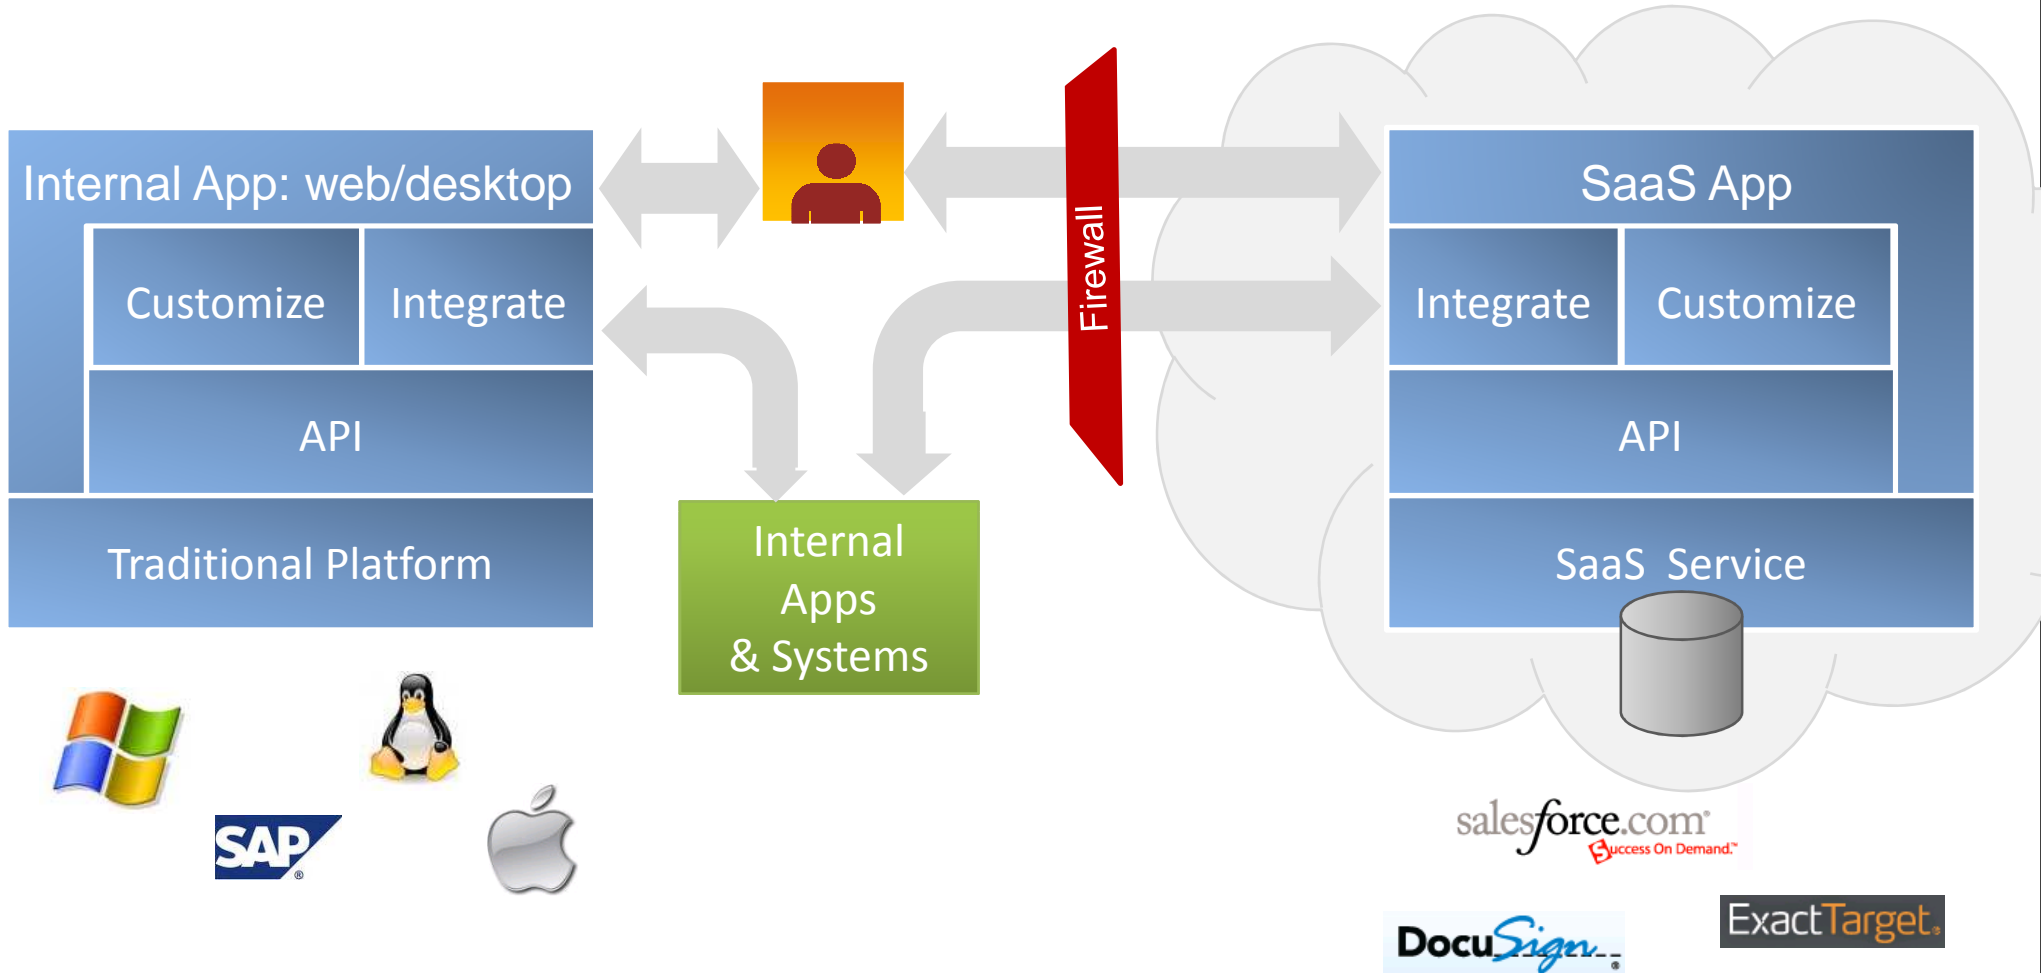 Internal App: web/desktop
Customize
Integrate
API
Traditional Platform
SAP
®
Internal
Apps
& Systems
Firewall
SaaS App
Integrate
Customize
API
SaaS Service
salesforce.com®
Success On Demand.™
DocuSign®
ExactTarget®